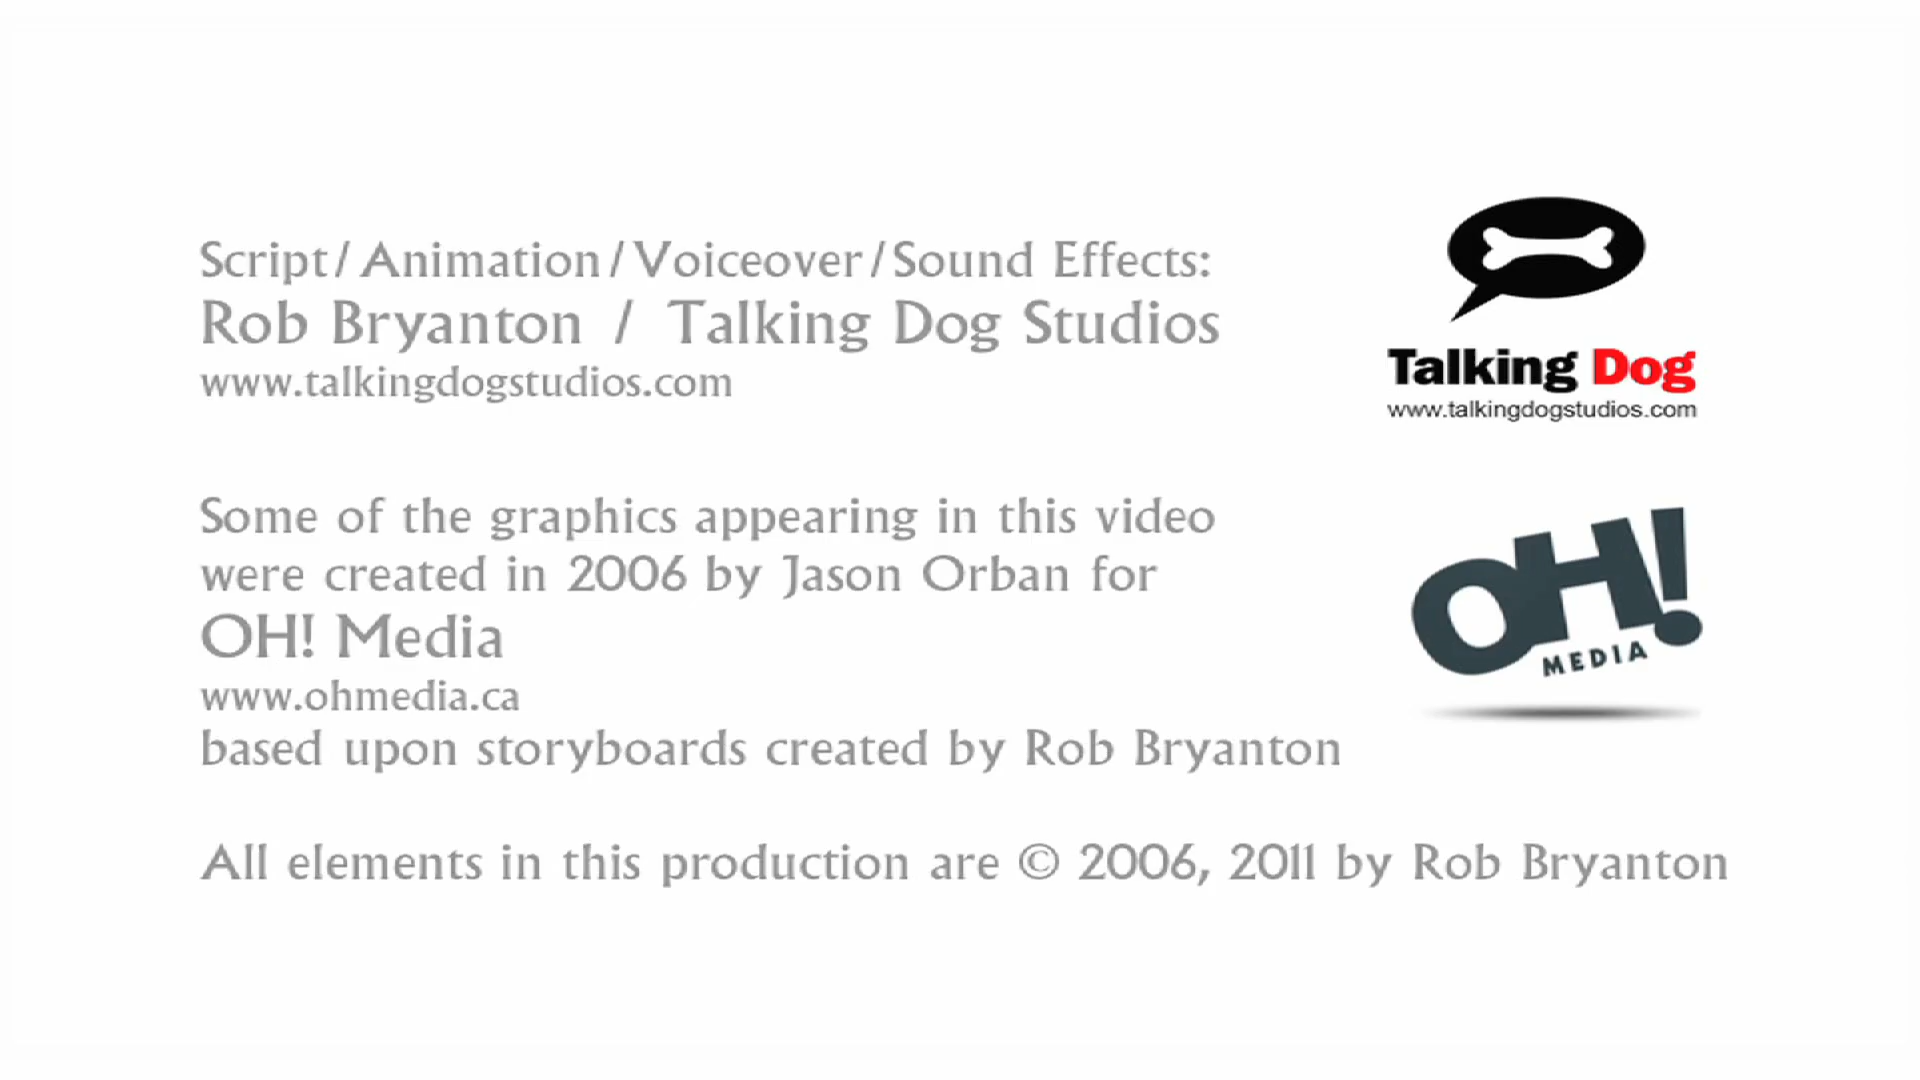 Script/Animation/Voiceover/Sound Effects:
Rob Bryanton / Talking Dog Studios
www.talkingdogstudios.com
Talking Dog
www.talkingdogstudios.com
Some of the graphics appearing in this video
were created in 2006 by Jason Orban for
OH! Media
www.ohmedia.ca
based upon storyboards created by Rob Bryanton
OH!
MEDIA
All elements in this production are © 2006, 2011 by Rob Bryanton